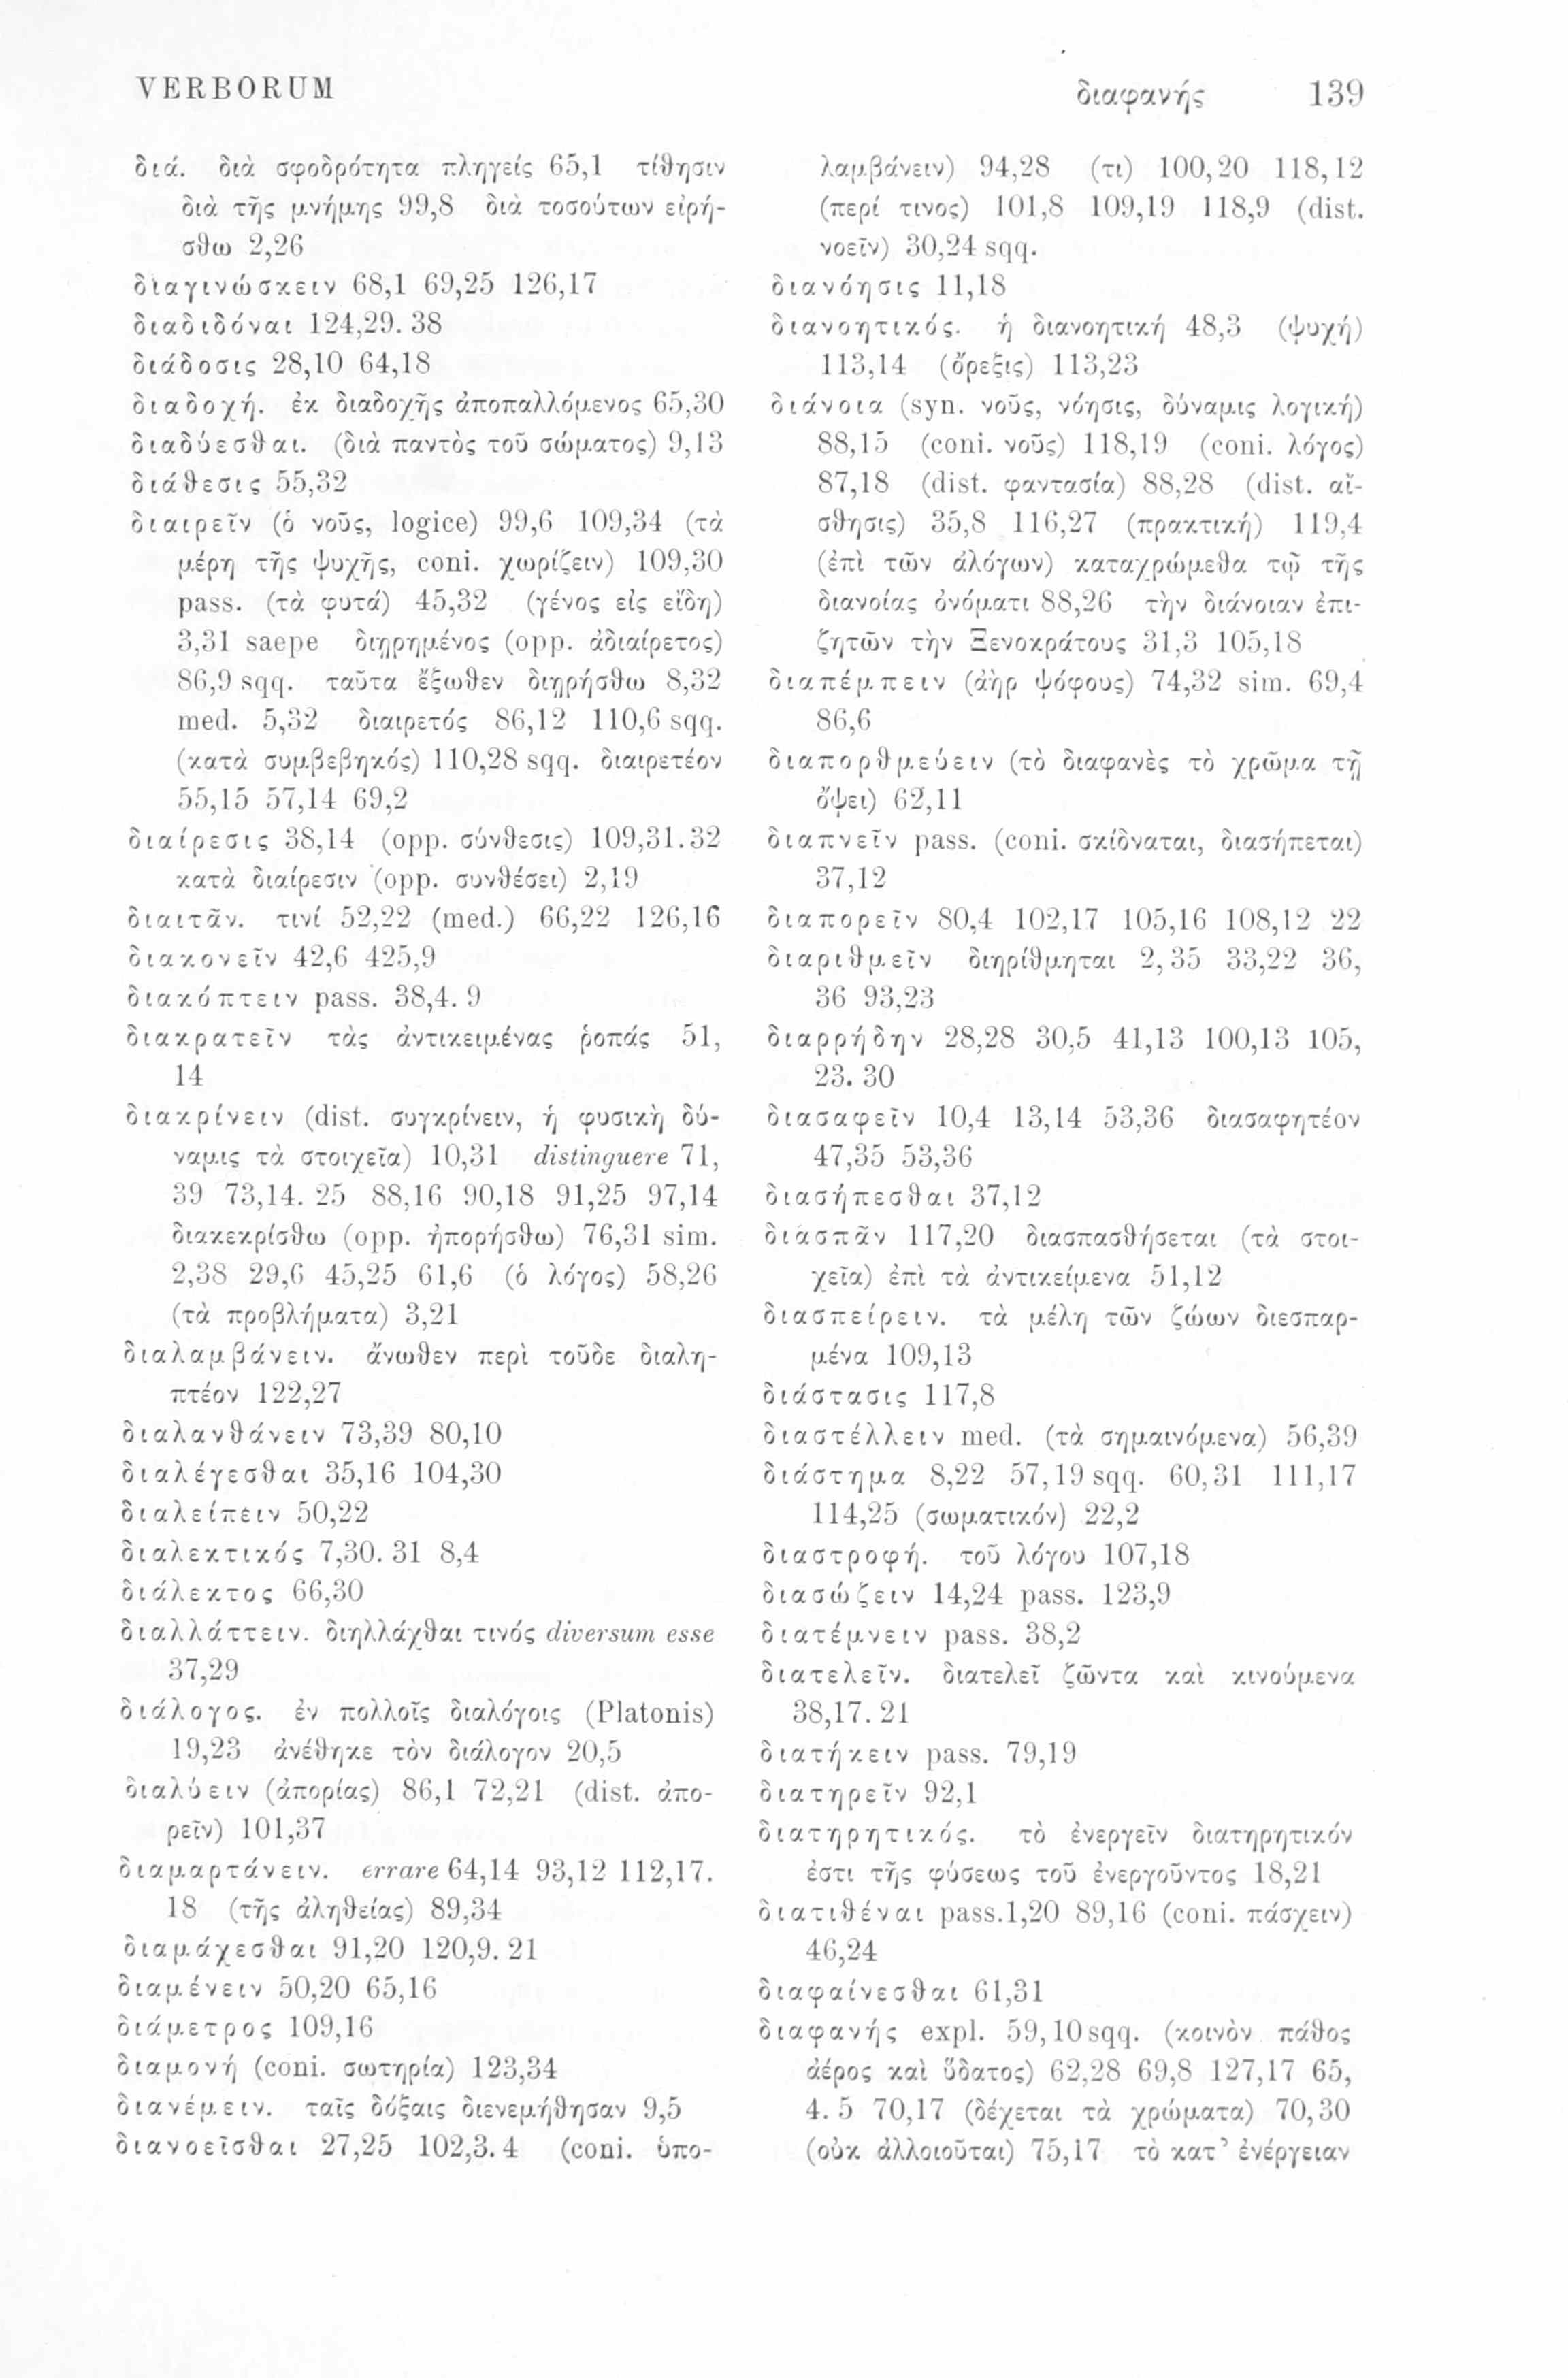 VERBORUM
διαφανής 139
διά. διὰ σφοδρότητα πληγείς 65,1 τίθησιν
διὰ τῆς μνήμης 99,8 διὰ τοσούτων εἰρή-
σθω 2,26
διαγινώσκειν 68,1 69,25 126,17
διαδιδόναι 124,29. 38
διάδοσις 28,10 64,18
διαδοχή. ἐκ διαδοχῆς ἀποπαλλόμενος 65,30
διαδύεσθαι. (διὰ παντὸς τοῦ σώματος) 9,13
διάθεσις 55,32
διαιρεῖν (ὁ νοῦς, logice) 99,6 109,34 (τὰ
μέρη τῆς ψυχῆς, coni. χωρίζειν) 109,30
pass. (τὰ φυτά) 45,32 (γένος εἰς εἴδη)
3,31 saepe διῃρημένος (opp. ἀδιαίρετος)
86,9 sqq. ταῦτα ἔξωθεν διῃρήσθω 8,32
med. 5,32 διαιρετός 86,12 110,6 sqq.
(κατὰ συμβεβηκός) 110,28 sqq. διαιρετέον
55,15 57,14 69,2
διαίρεσις 38,14 (opp. σύνθεσις) 109,31.32
κατὰ διαίρεσιν (opp. συνθέσει) 2,19
διαιτᾶν. τινί 52,22 (med.) 66,22 126,16
διακονεῖν 42,6 425,9
διακόπτειν pass. 38,4. 9
διακρατεῖν τὰς ἀντικειμένας ῥοπάς 51,
14
διακρίνειν (dist. συγκρίνειν, ἡ φυσικὴ δύ-
ναμις τὰ στοιχεῖα) 10,31 distinguere 71,
39 73,14. 25 88,16 90,18 91,25 97,14
διακεκρίσθω (opp. ἠπορήσθω) 76,31 sim.
2,38 29,6 45,25 61,6 (ὁ λόγος) 58,26
(τὰ προβλήματα) 3,21
διαλαμβάνειν. ἄνωθεν περὶ τοῦδε διαλη-
πτέον 122,27
διαλανθάνειν 73,39 80,10
διαλέγεσθαι 35,16 104,30
διαλείπειν 50,22
διαλεκτικός 7,30. 31 8,4
διάλεκτος 66,30
διαλλάττειν. διηλλάχθαι τινός diversum esse
37,29
διάλογος. ἐν πολλοῖς διαλόγοις (Platonis)
19,23 ἀνέθηκε τὸν διάλογον 20,5
διαλύειν (ἀπορίας) 86,1 72,21 (dist. ἀπο-
ρεῖν) 101,37
διαμαρτάνειν. errare 64,14 93,12 112,17.
18 (τῆς ἀληθείας) 89,34
διαμάχεσθαι 91,20 120,9. 21
διαμένειν 50,20 65,16
διάμετρος 109,16
διαμονή (coni. σωτηρία) 123,34
διανέμειν. ταῖς δόξαις διενεμήθησαν 9,5
διανοεῖσθαι 27,25 102,3. 4 (coni. ὑπο-
λαμβάνειν) 94,28 (τι) 100,20 118,12
(περί τινος) 101,8 109,19 118,9 (dist.
νοεῖν) 30,24 sqq.
διανόησις 11,18
διανοητικός. ἡ διανοητική 48,3 (ψυχή)
113,14 (ὄρεξις) 113,23
διάνοια (syn. νοῦς, νόησις, δύναμις λογική)
88,15 (coni. νοῦς) 118,19 (coni. λόγος)
87,18 (dist. φαντασία) 88,28 (dist. αἴ-
σθησις) 35,8 116,27 (πρακτική) 119,4
(ἐπὶ τῶν ἀλόγων) καταχρώμεθα τῷ τῆς
διανοίας ὀνόματι 88,26 τὴν διάνοιαν ἐπι-
ζητῶν τὴν Ξενοκράτους 31,3 105,18
διαπέμπειν (ἀὴρ ψόφους) 74,32 sim. 69,4
86,6
διαπορθμεύειν (τὸ διαφανὲς τὸ χρῶμα τῇ
ὄψει) 62,11
διαπνεῖν pass. (coni. σκίδναται, διασήπεται)
37,12
διαπορεῖν 80,4 102,17 105,16 108,12 22
διαριθμεῖν διηρίθμηται 2,35 33,22 36,
36 93,23
διαρρήδην 28,28 30,5 41,13 100,13 105,
23. 30
διασαφεῖν 10,4 13,14 53,36 διασαφητέον
47,35 53,36
διασήπεσθαι 37,12
διασπᾶν 117,20 διασπασθήσεται (τὰ στοι-
χεῖα) ἐπὶ τὰ ἀντικείμενα 51,12
διασπείρειν. τὰ μέλη τῶν ζώων διεσπαρ-
μένα 109,13
διάστασις 117,8
διαστέλλειν med. (τὰ σημαινόμενα) 56,39
διάστημα 8,22 57,19 sqq. 60,31 111,17
114,25 (σωματικόν) 22,2
διαστροφή. τοῦ λόγου 107,18
διασώζειν 14,24 pass. 123,9
διατέμνειν pass. 38,2
διατελεῖν. διατελεῖ ζῶντα καὶ κινούμενα
38,17. 21
διατήκειν pass. 79,19
διατηρεῖν 92,1
διατηρητικός. τὸ ἐνεργεῖν διατηρητικόν
ἐστι τῆς φύσεως τοῦ ἐνεργοῦντος 18,21
διατιθέναι pass.1,20 89,16 (coni. πάσχειν)
46,24
διαφαίνεσθαι 61,31
διαφανής expl. 59,10 sqq. (κοινὸν πάθος
ἀέρος καὶ ὕδατος) 62,28 69,8 127,17 65,
4. 5 70,17 (δέχεται τὰ χρώματα) 70,30
(οὐκ ἀλλοιοῦται) 75,17 τὸ κατ’ ἐνέργειαν